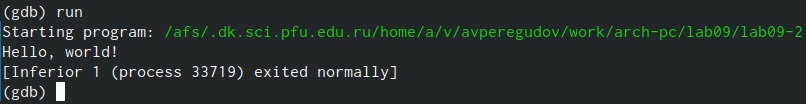 (gdb) run
Starting program: /afs/.dk.sci.pfu.edu.ru/home/a/v/avperegudov/work/arch-pc/lab09/lab09-2
Hello, world!
[Inferior 1 (process 33719) exited normally]
(gdb)